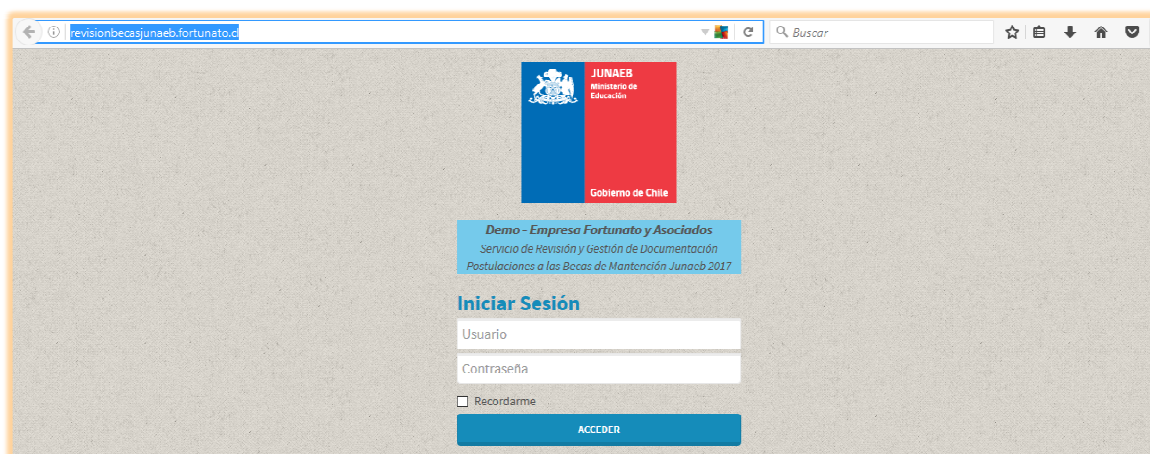 revisionbecasjunaeb.fortunato.cl
Buscar
JUNAEB
Ministerio de
Educación
Gobierno de Chile
Demo - Empresa Fortunato y Asociados
Servicio de Revisión y Gestión de Documentación
Postulaciones a las Becas de Mantención Junaeb 2017
Iniciar Sesión
Usuario
Contraseña
Recordarme
ACCEDER